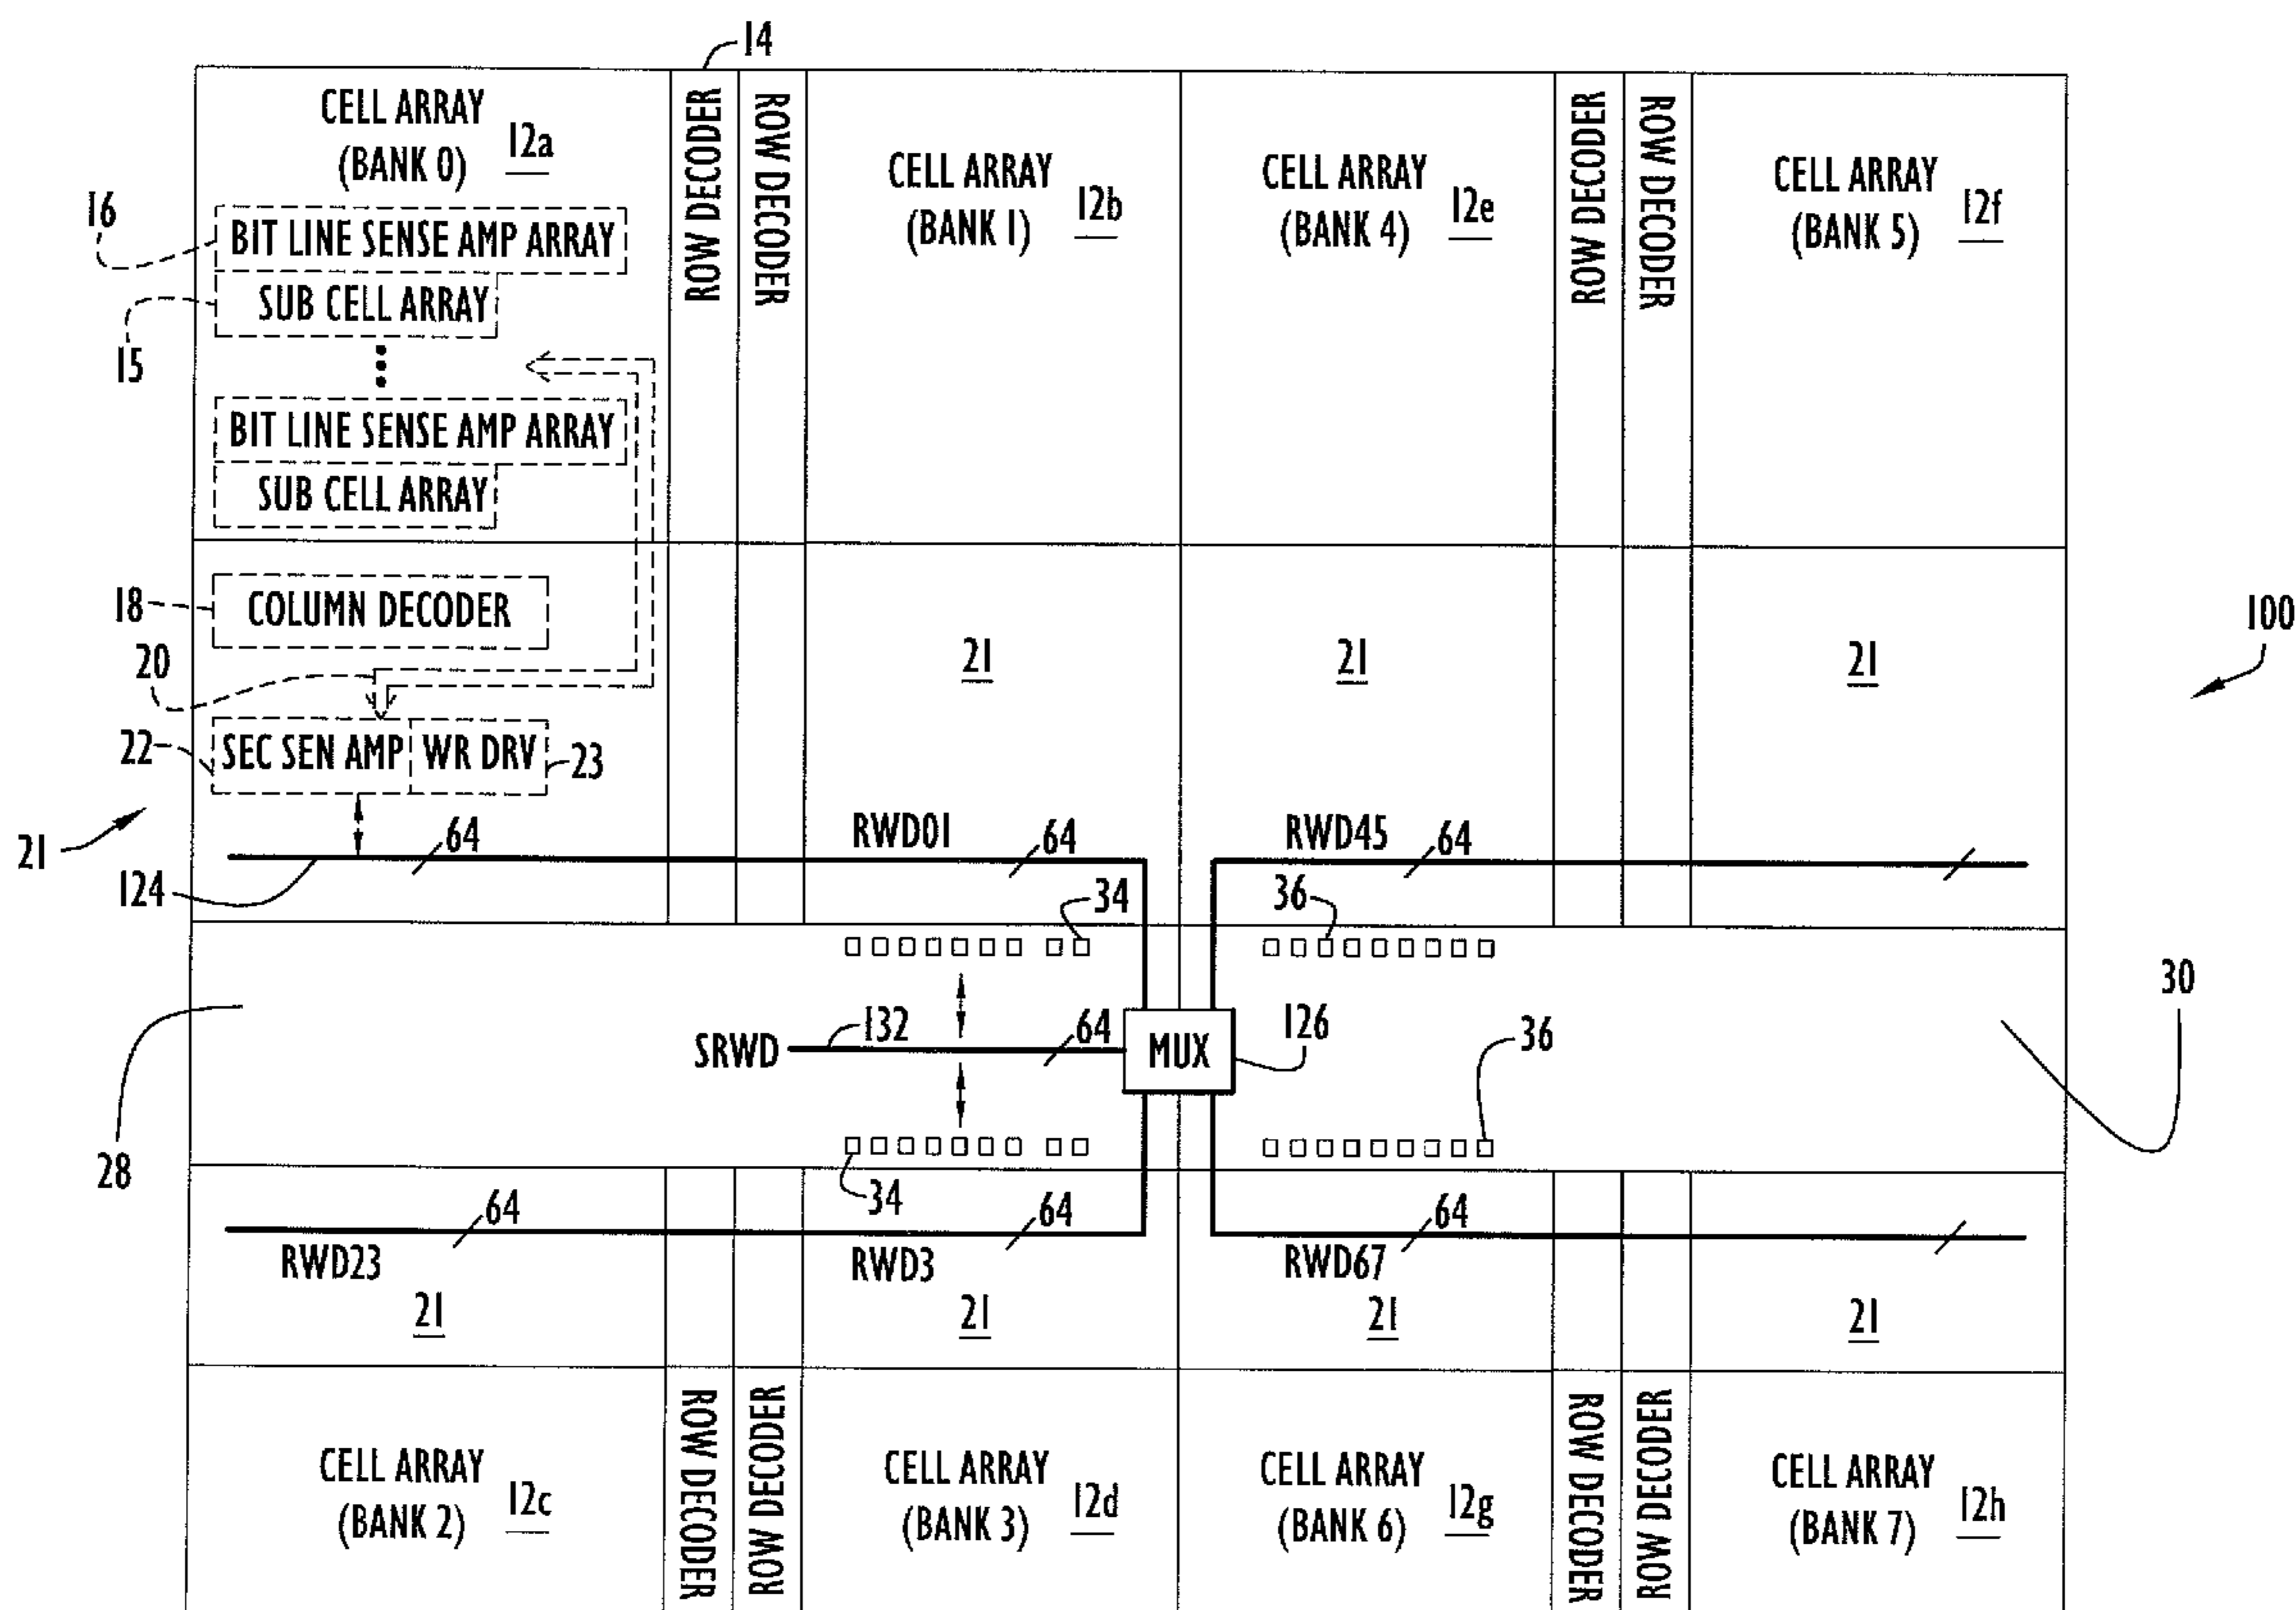 14
CELL ARRAY
(BANK 0)
12a
ROW DECODER
ROW DECODER
CELL ARRAY
(BANK 1)
12b
CELL ARRAY
(BANK 4)
12e
ROW DECODER
ROW DECODER
CELL ARRAY
(BANK 5)
12f
16
BIT LINE SENSE AMP ARRAY
SUB CELL ARRAY
15
BIT LINE SENSE AMP ARRAY
SUB CELL ARRAY
18
COLUMN DECODER
20
21
21
21
100
22
SEC SEN AMP
WR DRV
23
21
64
RWD01
64
RWD45
64
124
34
36
28
SRWD
132
64
MUX
126
36
30
34
64
RWD23
64
RWD3
64
RWD67
21
21
21
21
CELL ARRAY
(BANK 2)
12c
ROW DECODER
ROW DECODER
CELL ARRAY
(BANK 3)
12d
CELL ARRAY
(BANK 6)
12g
ROW DECODER
ROW DECODER
CELL ARRAY
(BANK 7)
12h